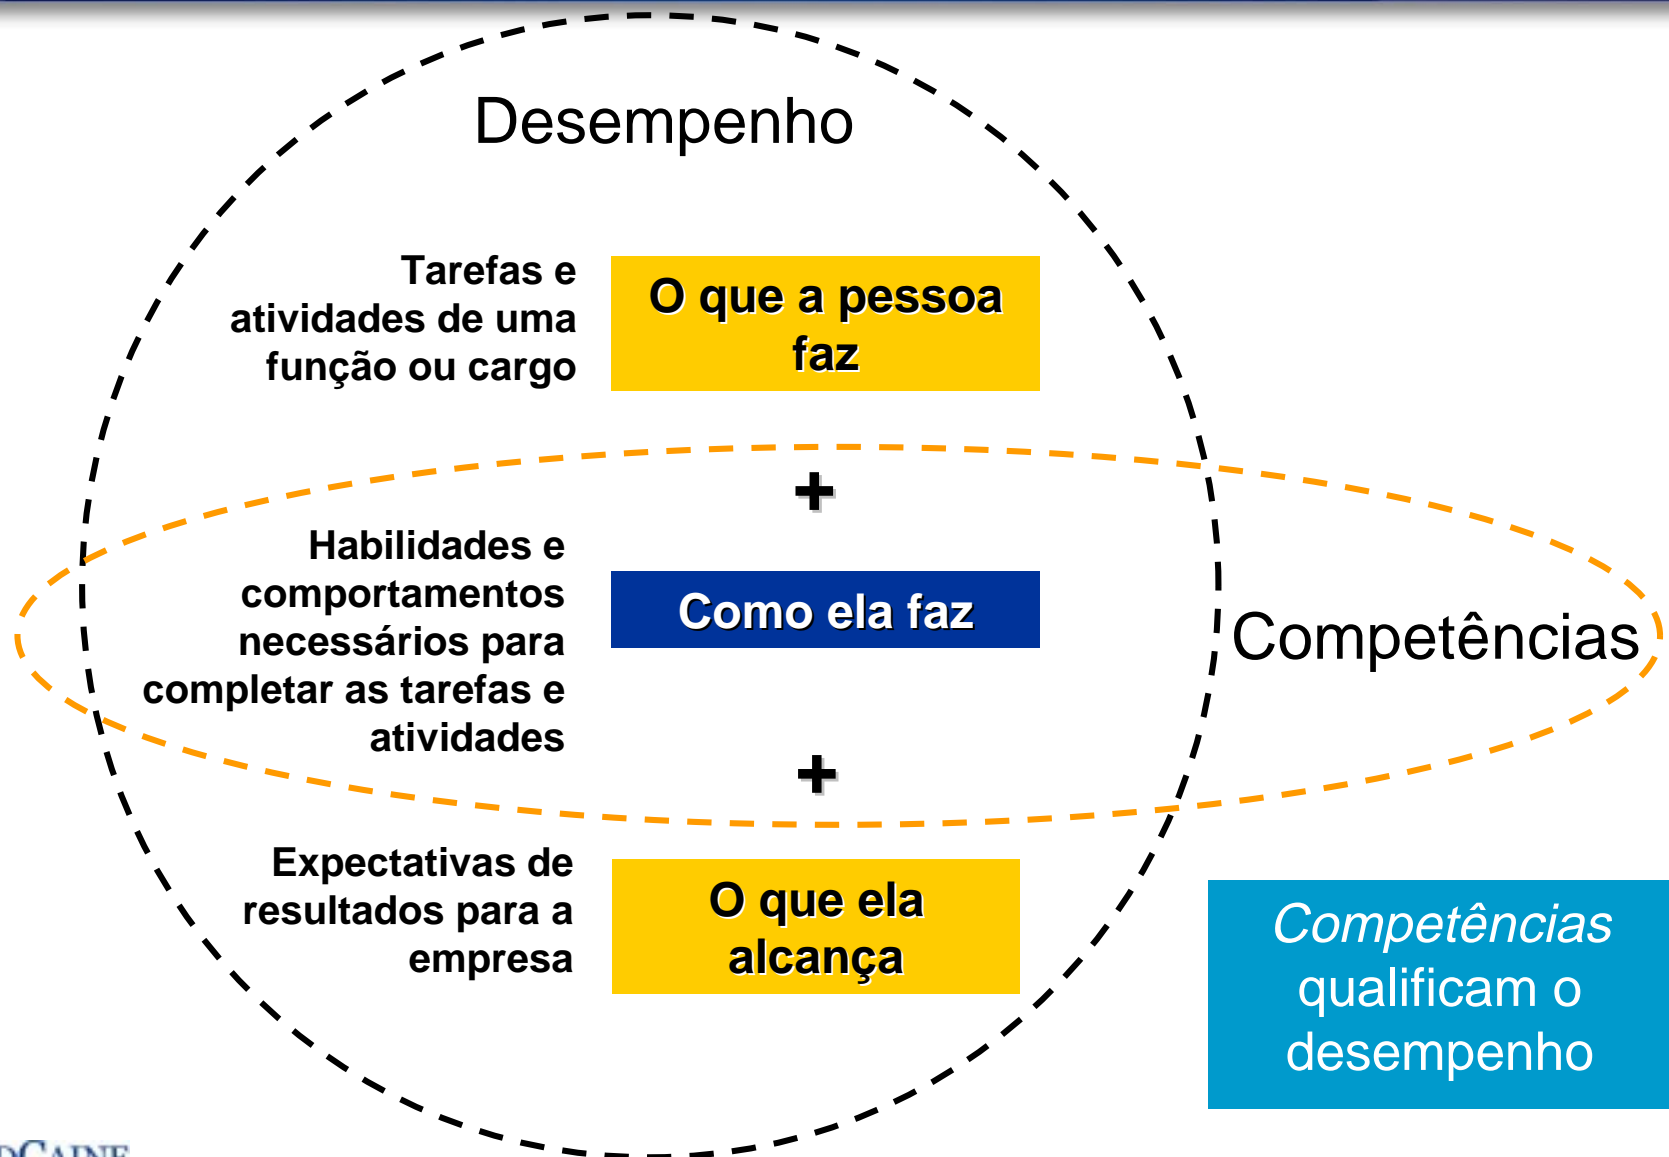 Desempenho
Tarefas e
atividades de uma
função ou cargo
O que a pessoa
faz
+
Habilidades e
comportamentos
necessários para
completar as tarefas e
atividades
Como ela faz
Competências
+
Expectativas de
resultados para a
empresa
O que ela
alcança
Competências
qualificam o
desempenho